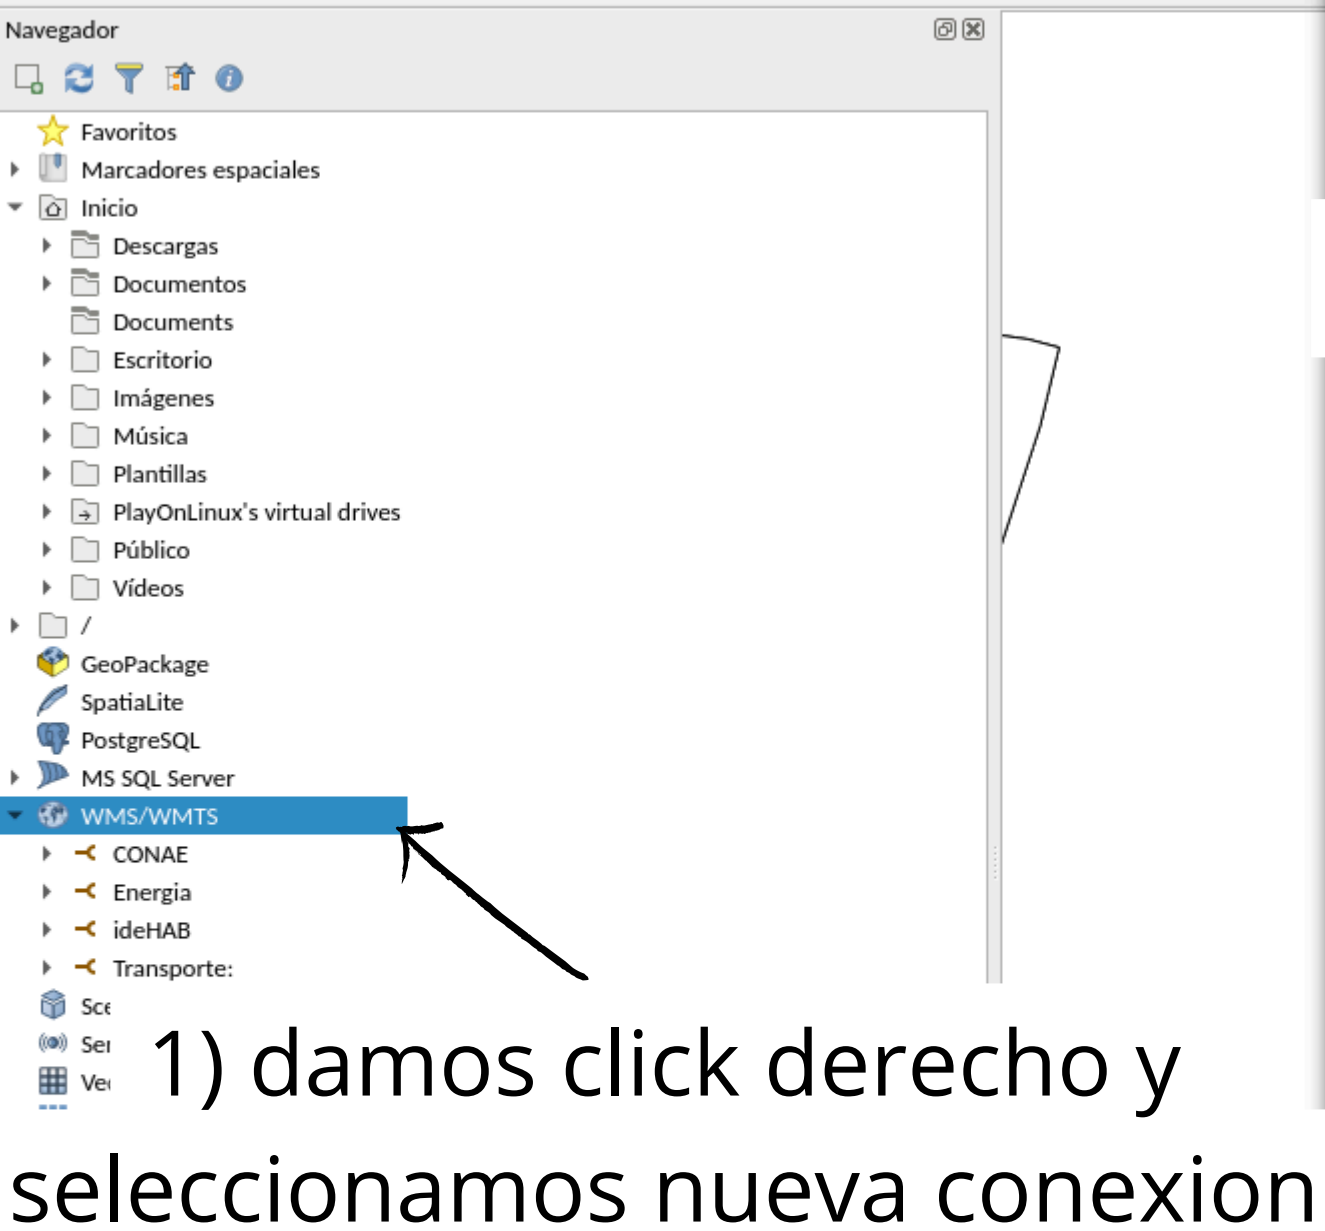 Navegador
Favoritos
Marcadores espaciales
Inicio
Descargas
Documentos
Documents
Escritorio
Imágenes
Música
Plantillas
PlayOnLinux's virtual drives
Público
Vídeos
/
GeoPackage
SpatiaLite
PostgreSQL
MS SQL Server
WMS/WMTS
CONAE
Energia
ideHAB
Transporte:
1) damos click derecho y
seleccionamos nueva conexion